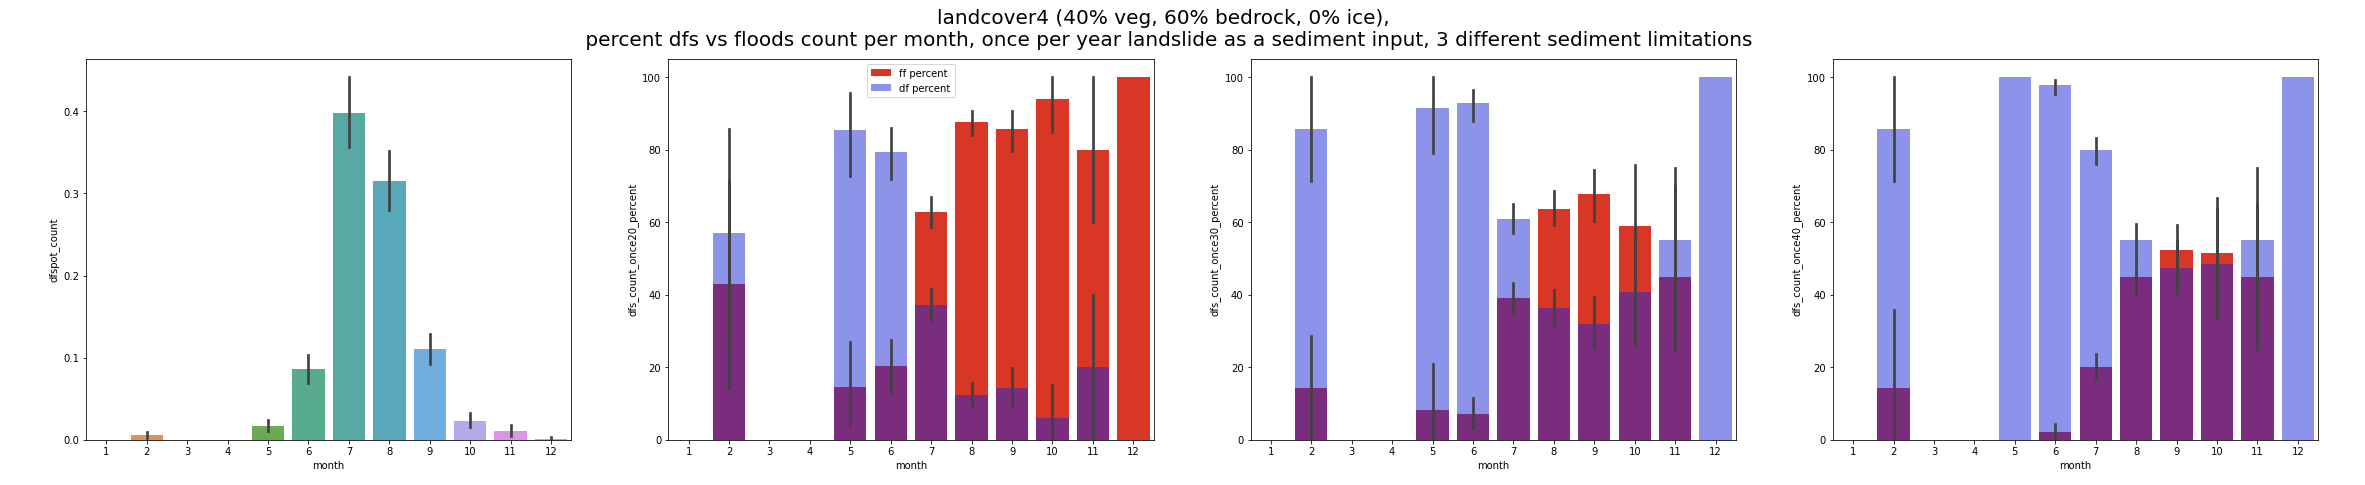 landcover4 (40% veg, 60% bedrock, 0% ice),
percent dfs vs floods count per month, once per year landslide as a sediment input, 3 different sediment limitations
dfspot_count
0.4
0.3
0.2
0.1
0.0
1 2 3 4 5 6 7 8 9 10 11 12
month
dfs_count_once20_percent
100
80
60
40
20
0
ff percent
df percent
1 2 3 4 5 6 7 8 9 10 11 12
month
dfs_count_once30_percent
100
80
60
40
20
0
1 2 3 4 5 6 7 8 9 10 11 12
month
dfs_count_once40_percent
100
80
60
40
20
0
1 2 3 4 5 6 7 8 9 10 11 12
month